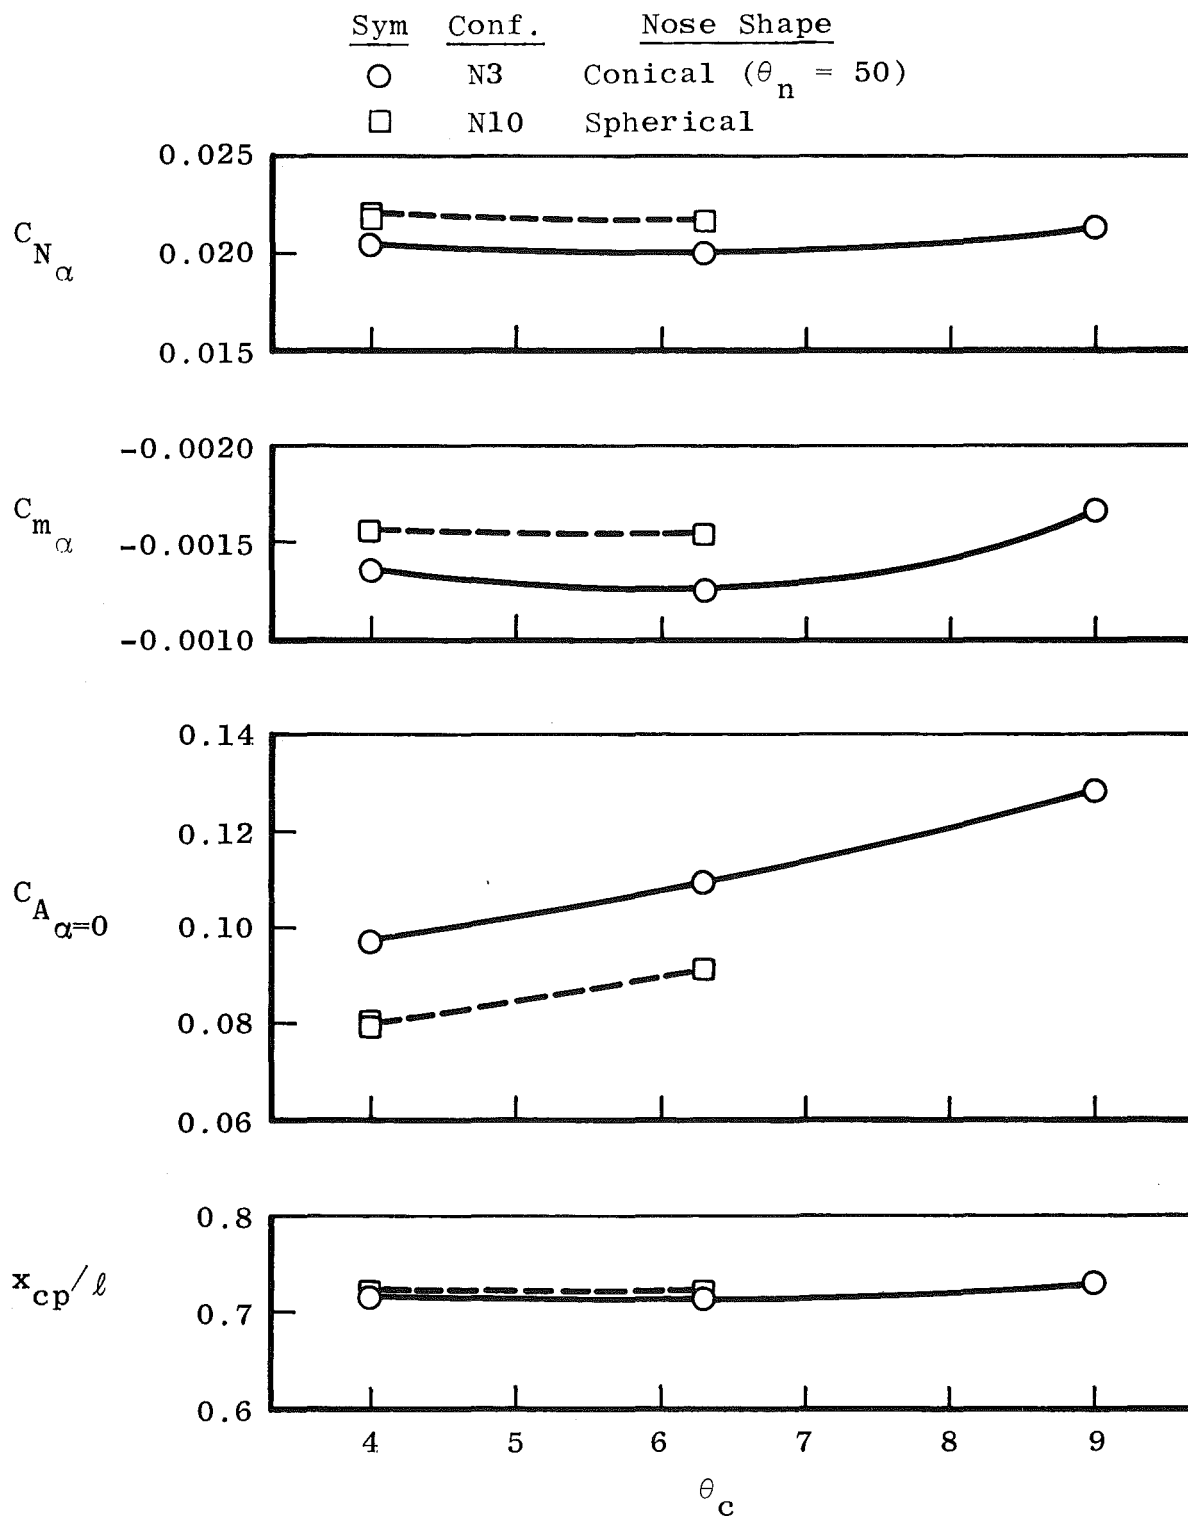 Sym Conf. Nose Shape
○ N3 Conical (θn = 50)
□ N10 Spherical
0.025
CNα
0.020
0.015
-0.0020
Cmα
-0.0015
-0.0010
0.14
0.12
CAα=0
0.10
0.08
0.06
0.8
xcp/ℓ
0.7
0.6
4 5 6 7 8 9
θc